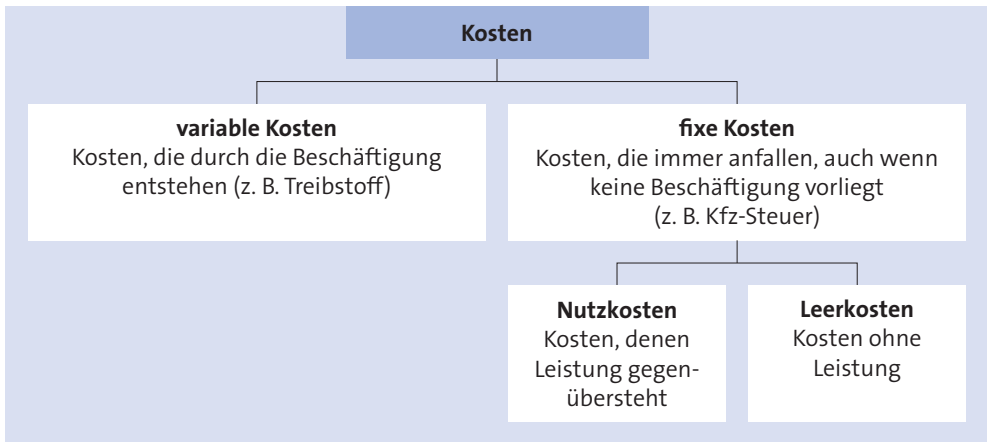 Kosten
variable Kosten
Kosten, die durch die Beschäftigung
entstehen (z. B. Treibstoff)
fixe Kosten
Kosten, die immer anfallen, auch wenn
keine Beschäftigung vorliegt
(z. B. Kfz-Steuer)
Nutzkosten
Kosten, denen
Leistung gegen-
übersteht
Leerkosten
Kosten ohne
Leistung